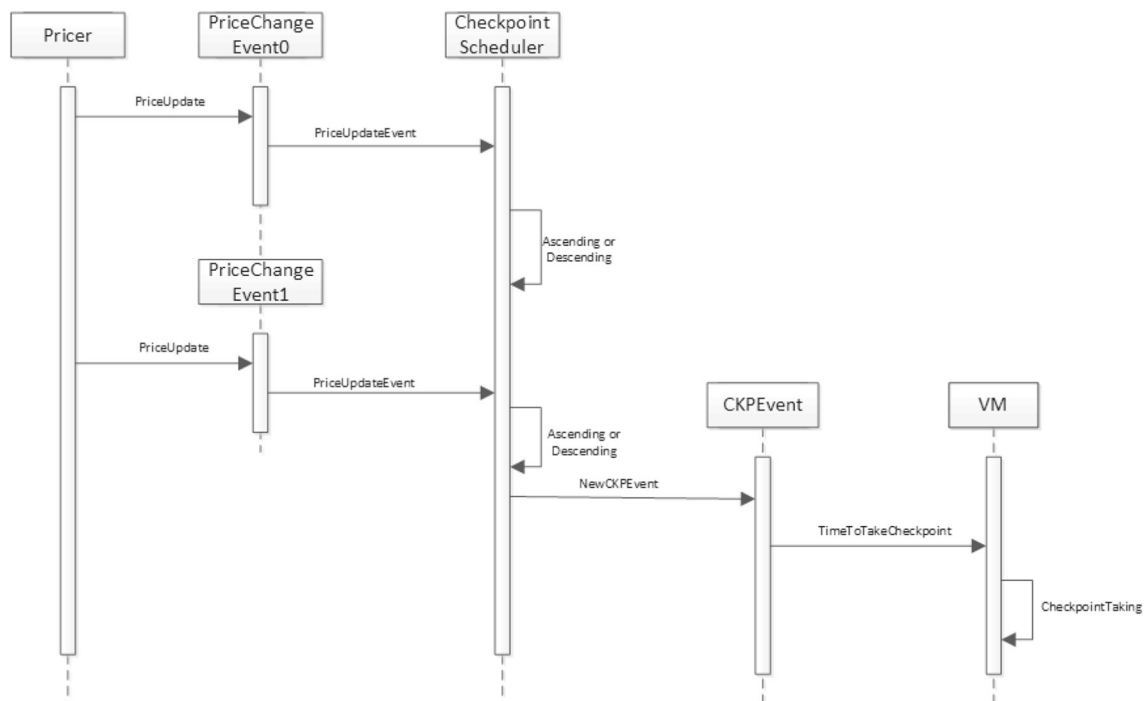 Pricer
PriceChange
Event0
Checkpoint
Scheduler
PriceUpdate
PriceUpdateEvent
Ascending or
Descending
PriceChange
Event1
PriceUpdate
PriceUpdateEvent
CKPEvent
VM
Ascending or
Descending
NewCKPEvent
TimeToTakeCheckpoint
CheckpointTaking